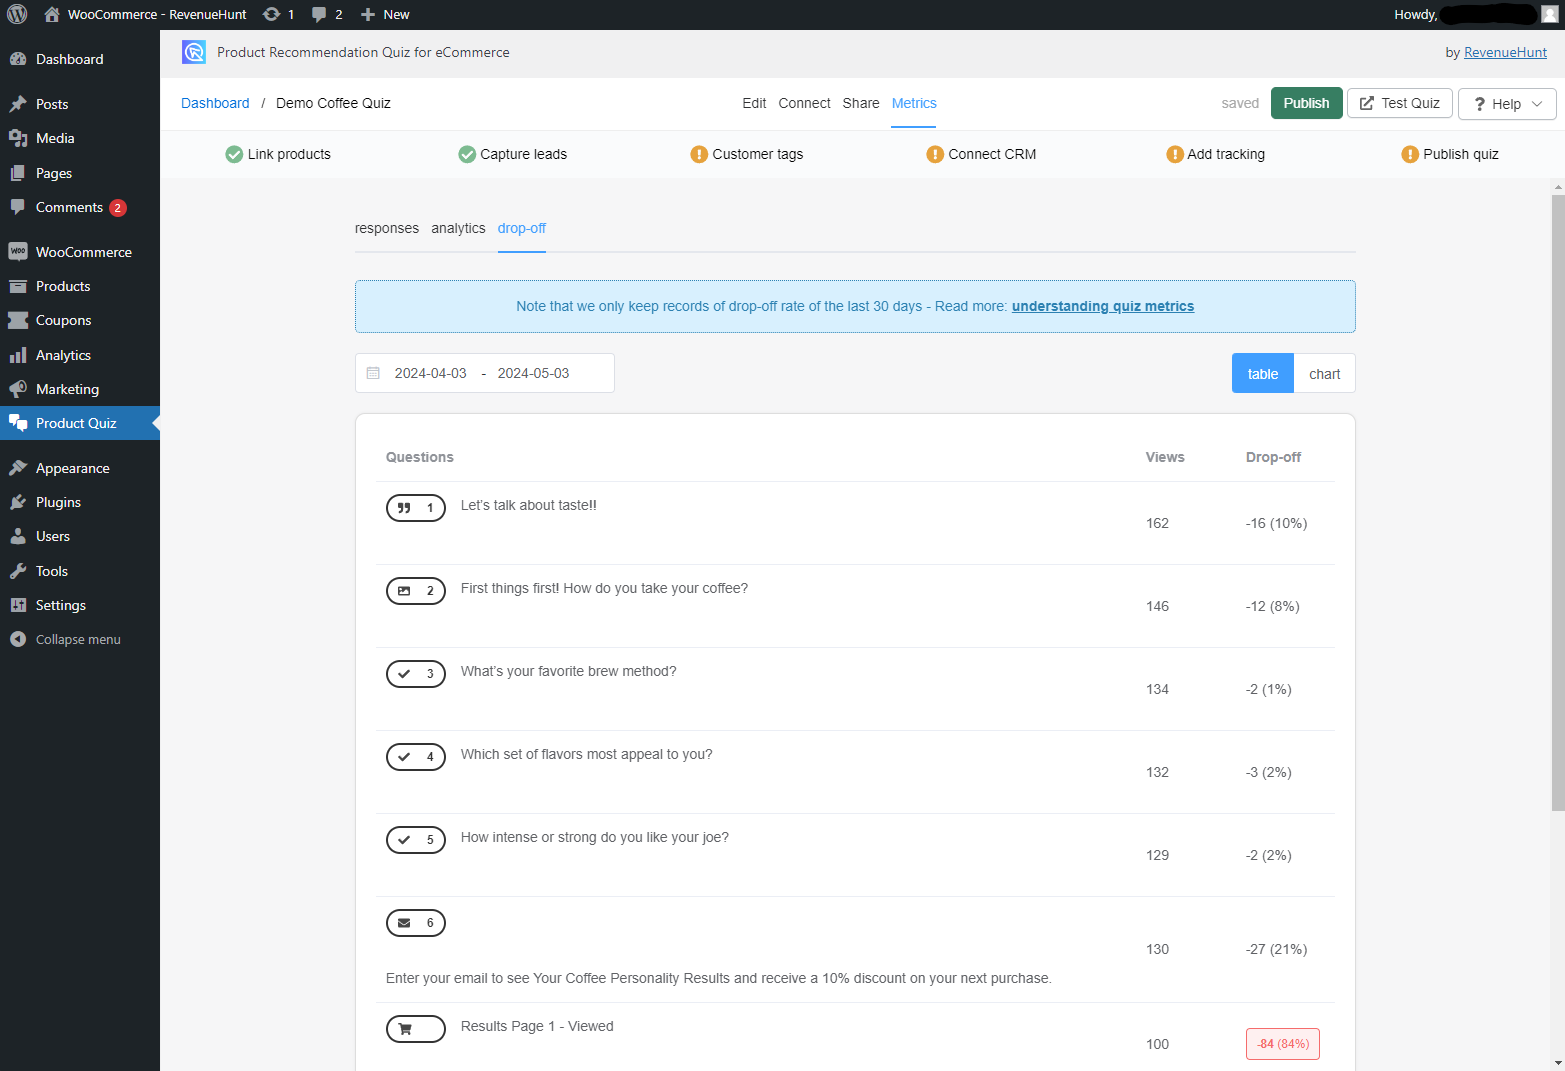 WooCommerce - RevenueHunt 1 2 New Howdy,
Dashboard
Posts
Media
Pages
Comments 2
WooCommerce
Products
Coupons
Analytics
Marketing
Product Quiz
Appearance
Plugins
Users
Tools
Settings
Collapse menu
Product Recommendation Quiz for eCommerce by RevenueHunt
Dashboard / Demo Coffee Quiz Edit Connect Share Metrics saved Publish Test Quiz ? Help
Link products Capture leads Customer tags Connect CRM Add tracking Publish quiz
responses analytics drop-off
Note that we only keep records of drop-off rate of the last 30 days - Read more: understanding quiz metrics
2024-04-03 - 2024-05-03 table chart
Questions Views Drop-off
1 Let's talk about taste!! 162 -16 (10%)
2 First things first! How do you take your coffee? 146 -12 (8%)
3 What's your favorite brew method? 134 -2 (1%)
4 Which set of flavors most appeal to you? 132 -3 (2%)
5 How intense or strong do you like your joe? 129 -2 (2%)
6 130 -27 (21%)
Enter your email to see Your Coffee Personality Results and receive a 10% discount on your next purchase.
Results Page 1 - Viewed 100 -84 (84%)